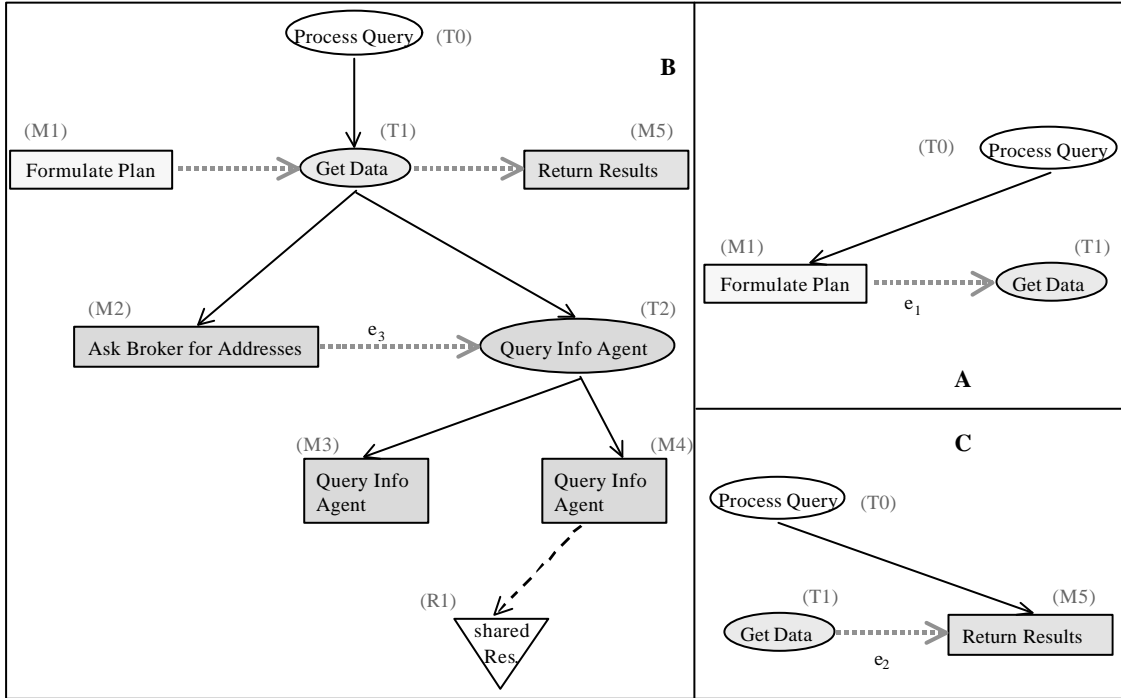 Process Query
(T0)
B
(M1)
(T1)
(M5)
Formulate Plan
Get Data
Return Results
(M2)
(T2)
e3
Ask Broker for Addresses
Query Info Agent
(M3)
(M4)
Query Info
Agent
Query Info
Agent
(R1)
shared
Res.
(T0)
Process Query
(M1)
(T1)
Formulate Plan
Get Data
e1
A
C
Process Query
(T0)
(T1)
(M5)
Get Data
Return Results
e2